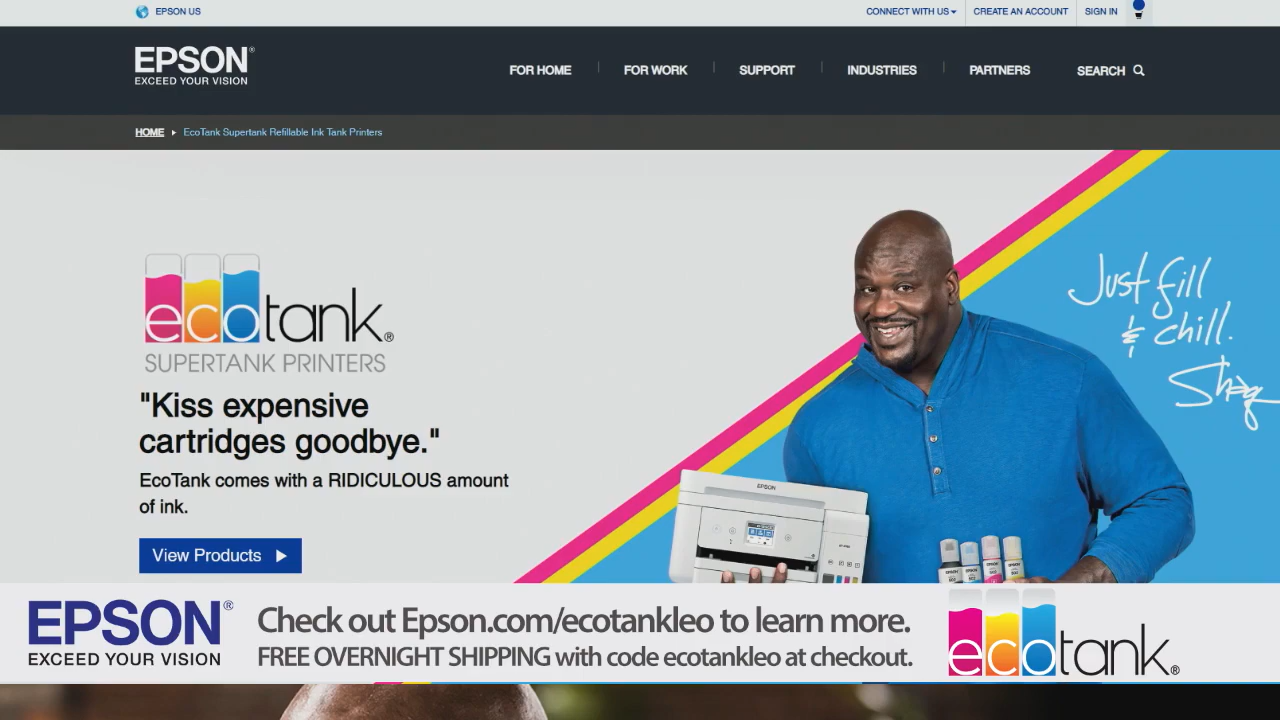 EPSON US
CONNECT WITH US
CREATE AN ACCOUNT
SIGN IN
EPSON®
EXCEED YOUR VISION
FOR HOME
FOR WORK
SUPPORT
INDUSTRIES
PARTNERS
SEARCH
HOME
EcoTank Supertank Refillable Ink Tank Printers
ecotank®
SUPERTANK PRINTERS
"Kiss expensive
cartridges goodbye."
EcoTank comes with a RIDICULOUS amount
of ink.
View Products
Just fill
& chill.
Shaq
EPSON
EPSON®
EXCEED YOUR VISION
Check out Epson.com/ecotankleo to learn more.
FREE OVERNIGHT SHIPPING with code ecotankleo at checkout.
ecotank®